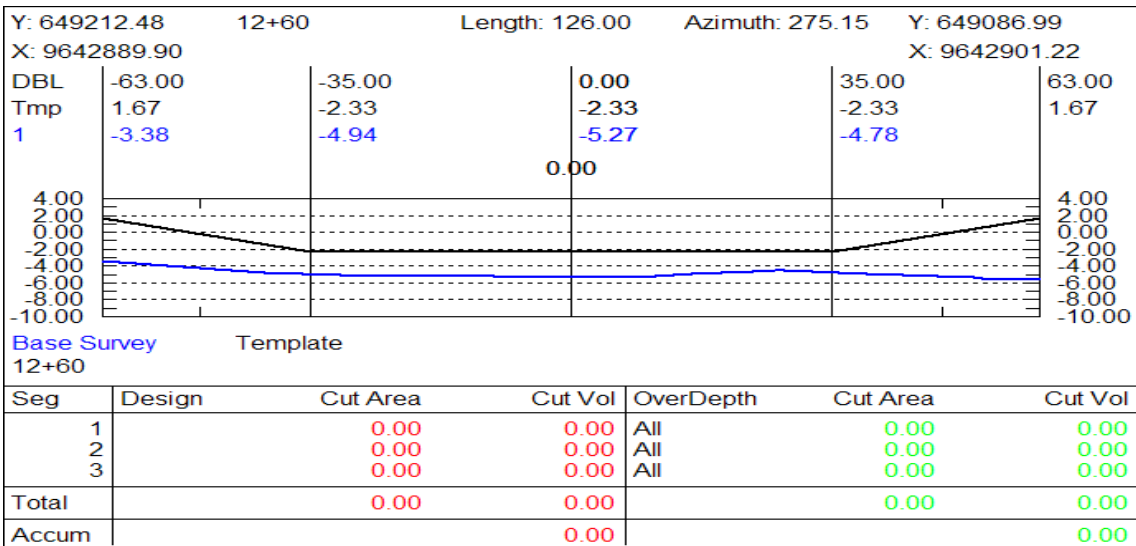 Y: 649212.48 12+60 Length: 126.00 Azimuth: 275.15 Y: 649086.99
X: 9642889.90 X: 9642901.22
DBL -63.00 -35.00 0.00 35.00 63.00
Tmp 1.67 -2.33 -2.33 -2.33 1.67
1 -3.38 -4.94 -5.27 -4.78
0.00
4.00 4.00
2.00 2.00
0.00 0.00
-2.00 -2.00
-4.00 -4.00
-6.00 -6.00
-8.00 -8.00
-10.00 -10.00
Base Survey Template
12+60
Seg Design Cut Area Cut Vol OverDepth Cut Area Cut Vol
1 0.00 0.00 All 0.00 0.00
2 0.00 0.00 All 0.00 0.00
3 0.00 0.00 All 0.00 0.00
Total 0.00 0.00 0.00 0.00
Accum 0.00 0.00